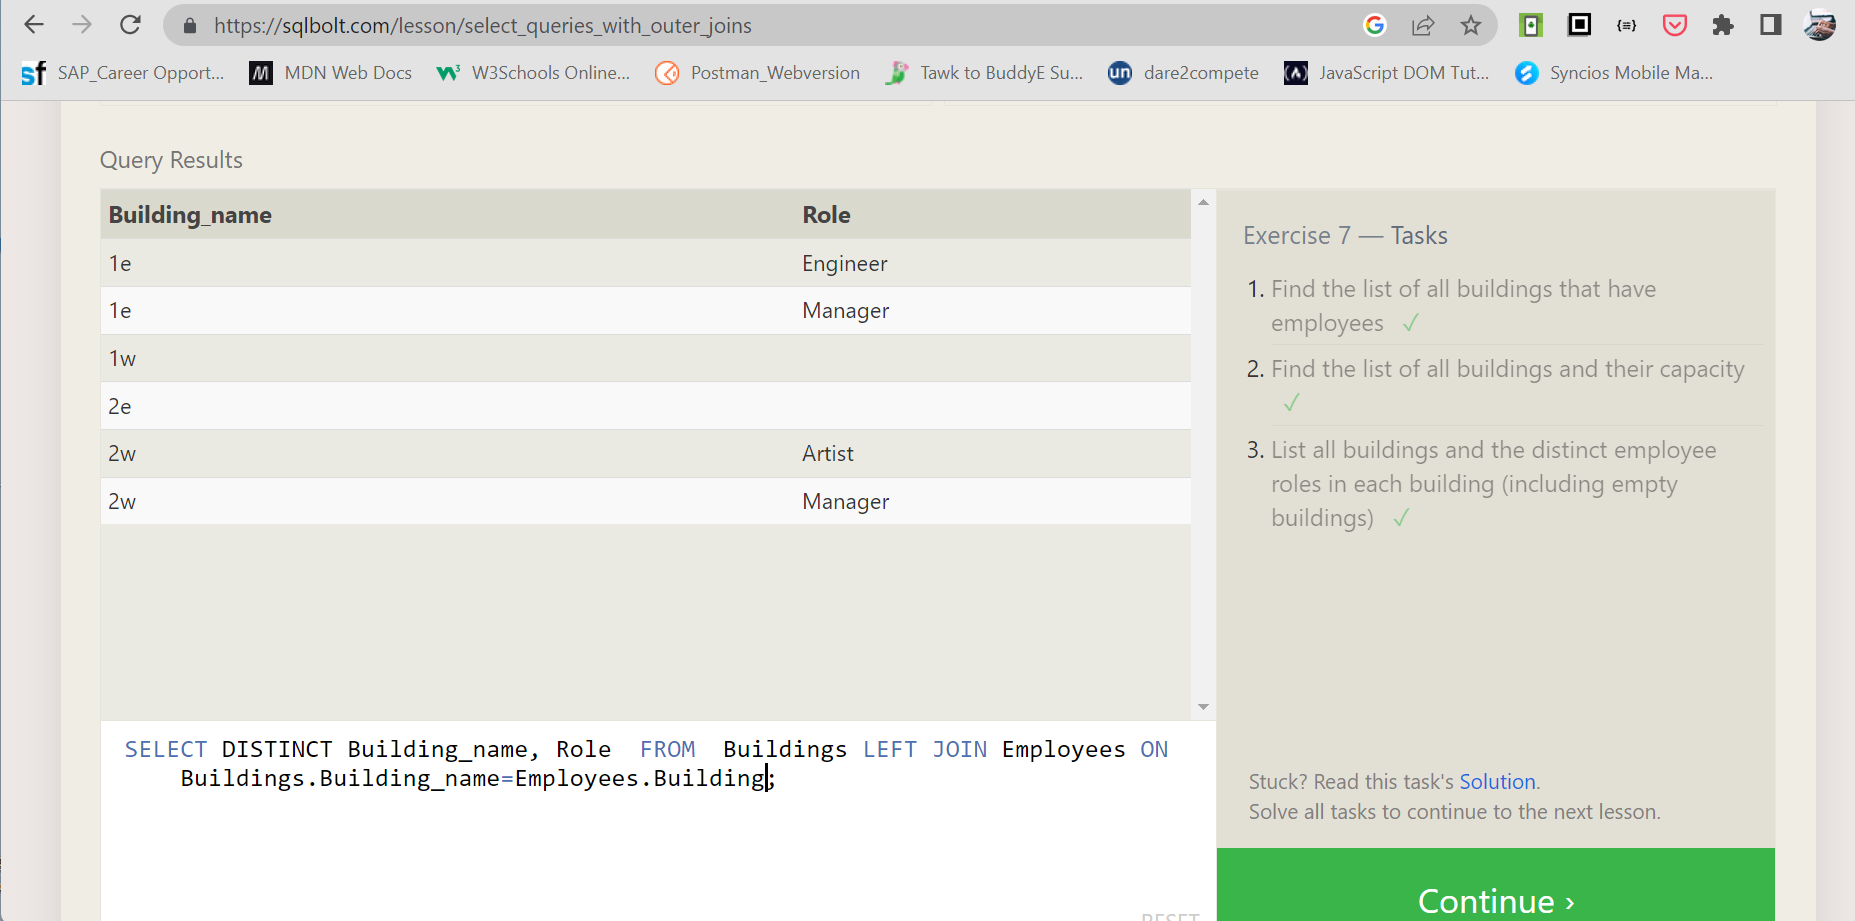 https://sqlbolt.com/lesson/select_queries_with_outer_joins
SAP_Career Opport...
MDN Web Docs
W3Schools Online...
Postman_Webversion
Tawk to BuddyE Su...
dare2compete
JavaScript DOM Tut...
Syncios Mobile Ma...
Query Results
Building_name Role
1e Engineer
1e Manager
1w
2e
2w Artist
2w Manager
SELECT DISTINCT Building_name, Role  FROM  Buildings LEFT JOIN Employees ON
Buildings.Building_name=Employees.Building;
RESET
Exercise 7 — Tasks
1. Find the list of all buildings that have
employees ✓
2. Find the list of all buildings and their capacity
✓
3. List all buildings and the distinct employee
roles in each building (including empty
buildings) ✓
Stuck? Read this task's Solution.
Solve all tasks to continue to the next lesson.
Continue ›